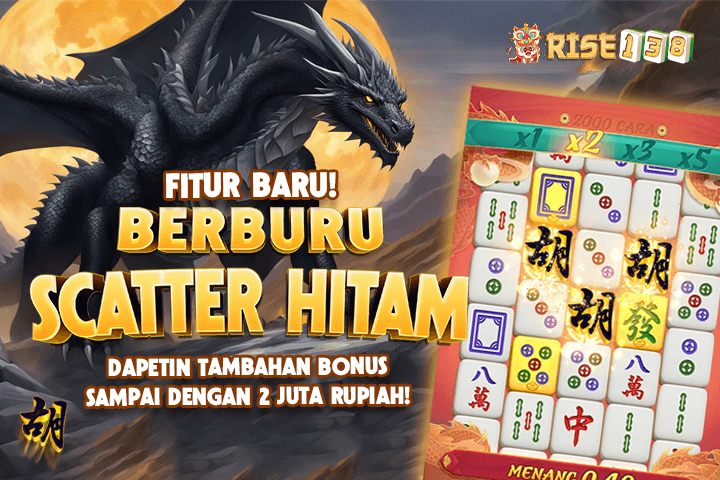 RISE138
FITUR BARU!
BERBURU
SCATTER HITAM
DAPETIN TAMBAHAN BONUS
SAMPAI DENGAN 2 JUTA RUPIAH!
胡
2000 CARA
x1 x2 x3 x5
胡 胡
胡 發
八萬 八萬
中
MENANG